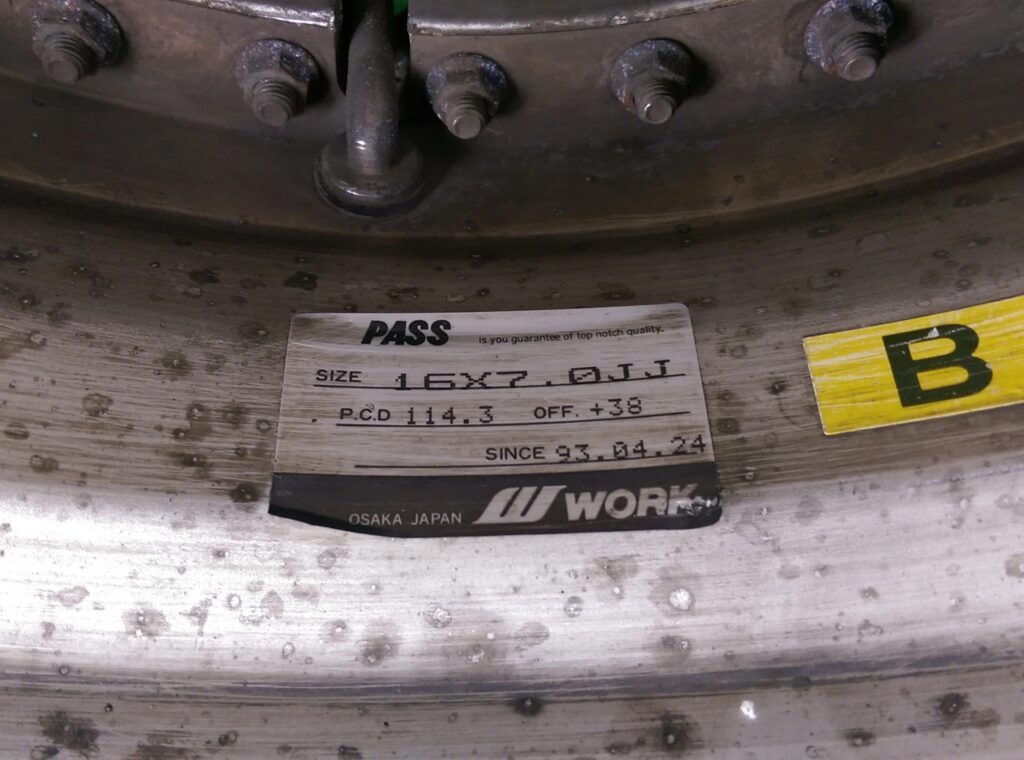 PASS is you guarantee of top notch quality.
SIZE 16X7.0JJ
P.C.D 114.3 OFF. +38
SINCE 93.04.24
OSAKA JAPAN WORK
B